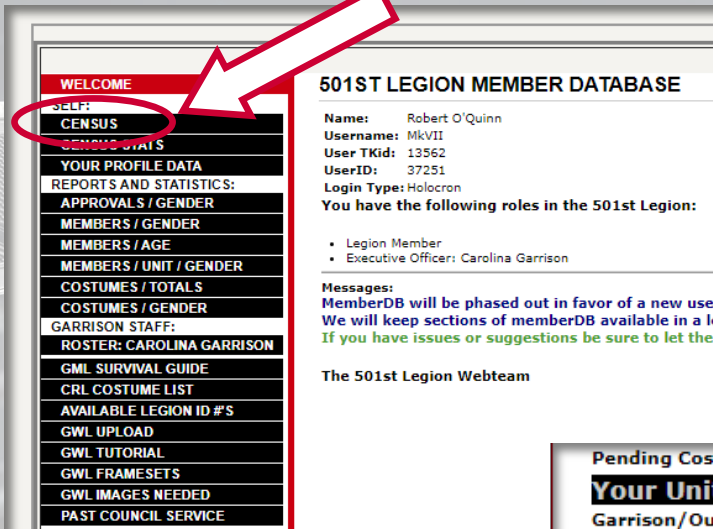 WELCOME
SELF:
CENSUS
CENSUS STATS
YOUR PROFILE DATA
REPORTS AND STATISTICS:
APPROVALS / GENDER
MEMBERS / GENDER
MEMBERS / AGE
MEMBERS / UNIT / GENDER
COSTUMES / TOTALS
COSTUMES / GENDER
GARRISON STAFF:
ROSTER: CAROLINA GARRISON
GML SURVIVAL GUIDE
CRL COSTUME LIST
AVAILABLE LEGION ID #'S
GWL UPLOAD
GWL TUTORIAL
GWL FRAMESETS
GWL IMAGES NEEDED
PAST COUNCIL SERVICE
501ST LEGION MEMBER DATABASE
Name: Robert O'Quinn
Username: MkVII
User TKid: 13562
UserID: 37251
Login Type: Holocron
You have the following roles in the 501st Legion:
• Legion Member
• Executive Officer: Carolina Garrison
Messages:
MemberDB will be phased out in favor of a new use
We will keep sections of memberDB available in a l
If you have issues or suggestions be sure to let the
The 501st Legion Webteam
Pending Cos
Your Uni
Garrison/Ou